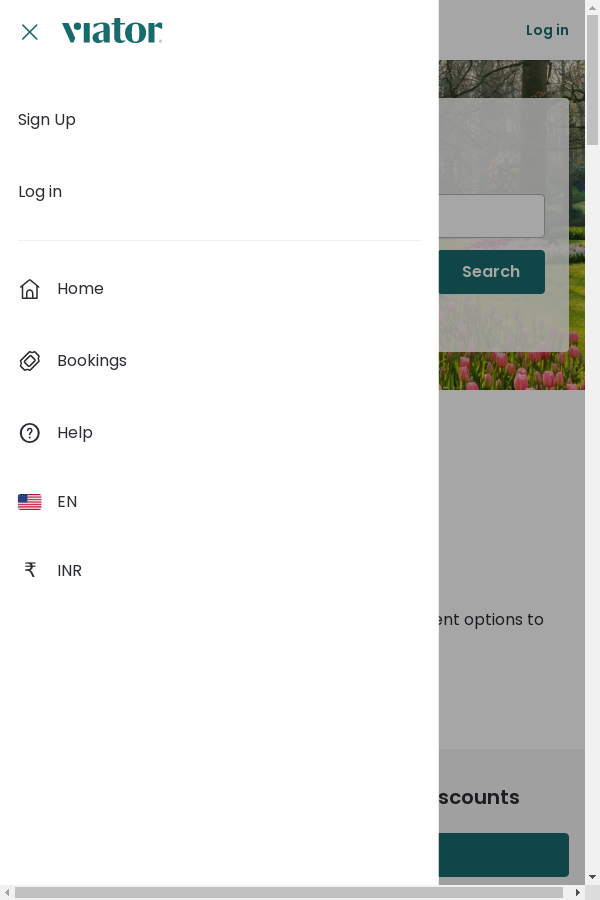 viator
Log in
Sign Up
Log in
Home
Bookings
Search
Help
EN
₹ INR
ent options to
scounts